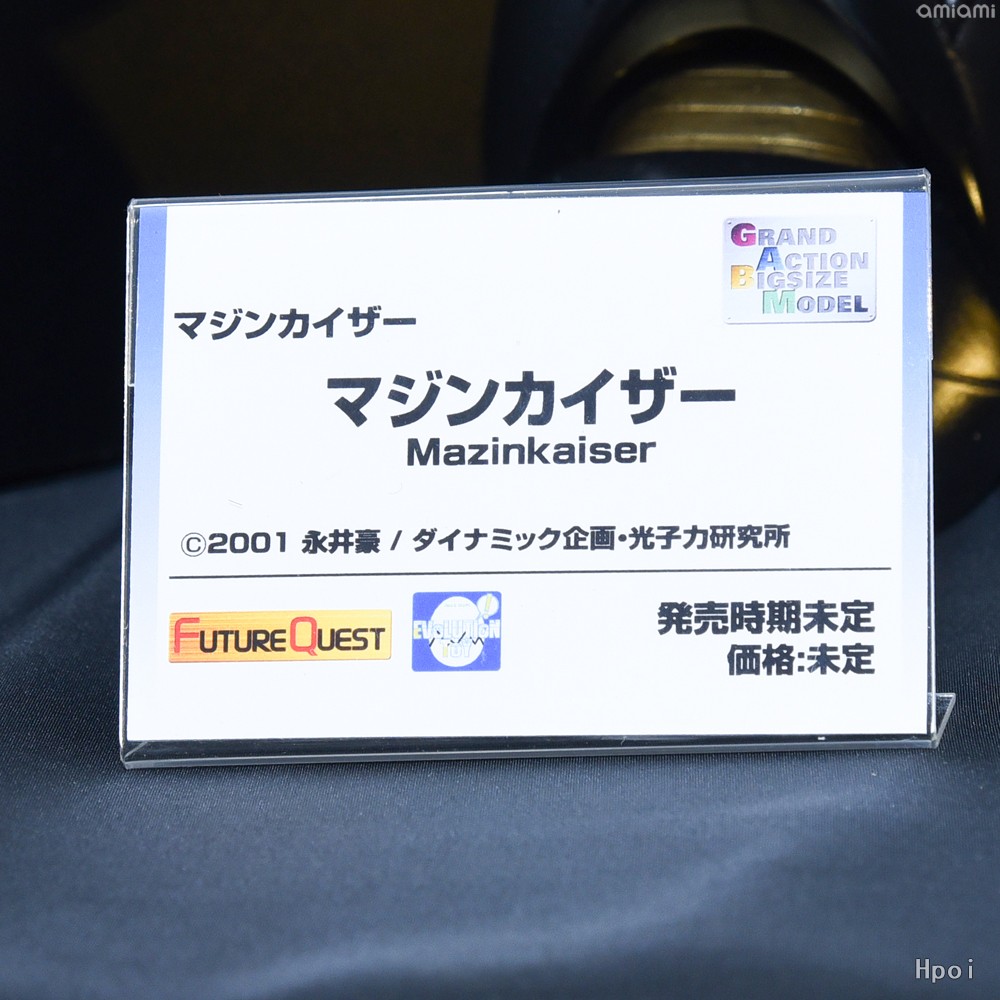 amiami
GRAND
ACTION
BIGSIZE
MODEL
マジンカイザー
マジンカイザー
Mazinkaiser
©2001 永井豪 / ダイナミック企画・光子力研究所
FUTUREQUEST
EVOLUTION
TOY
発売時期未定
価格:未定
Hpoi